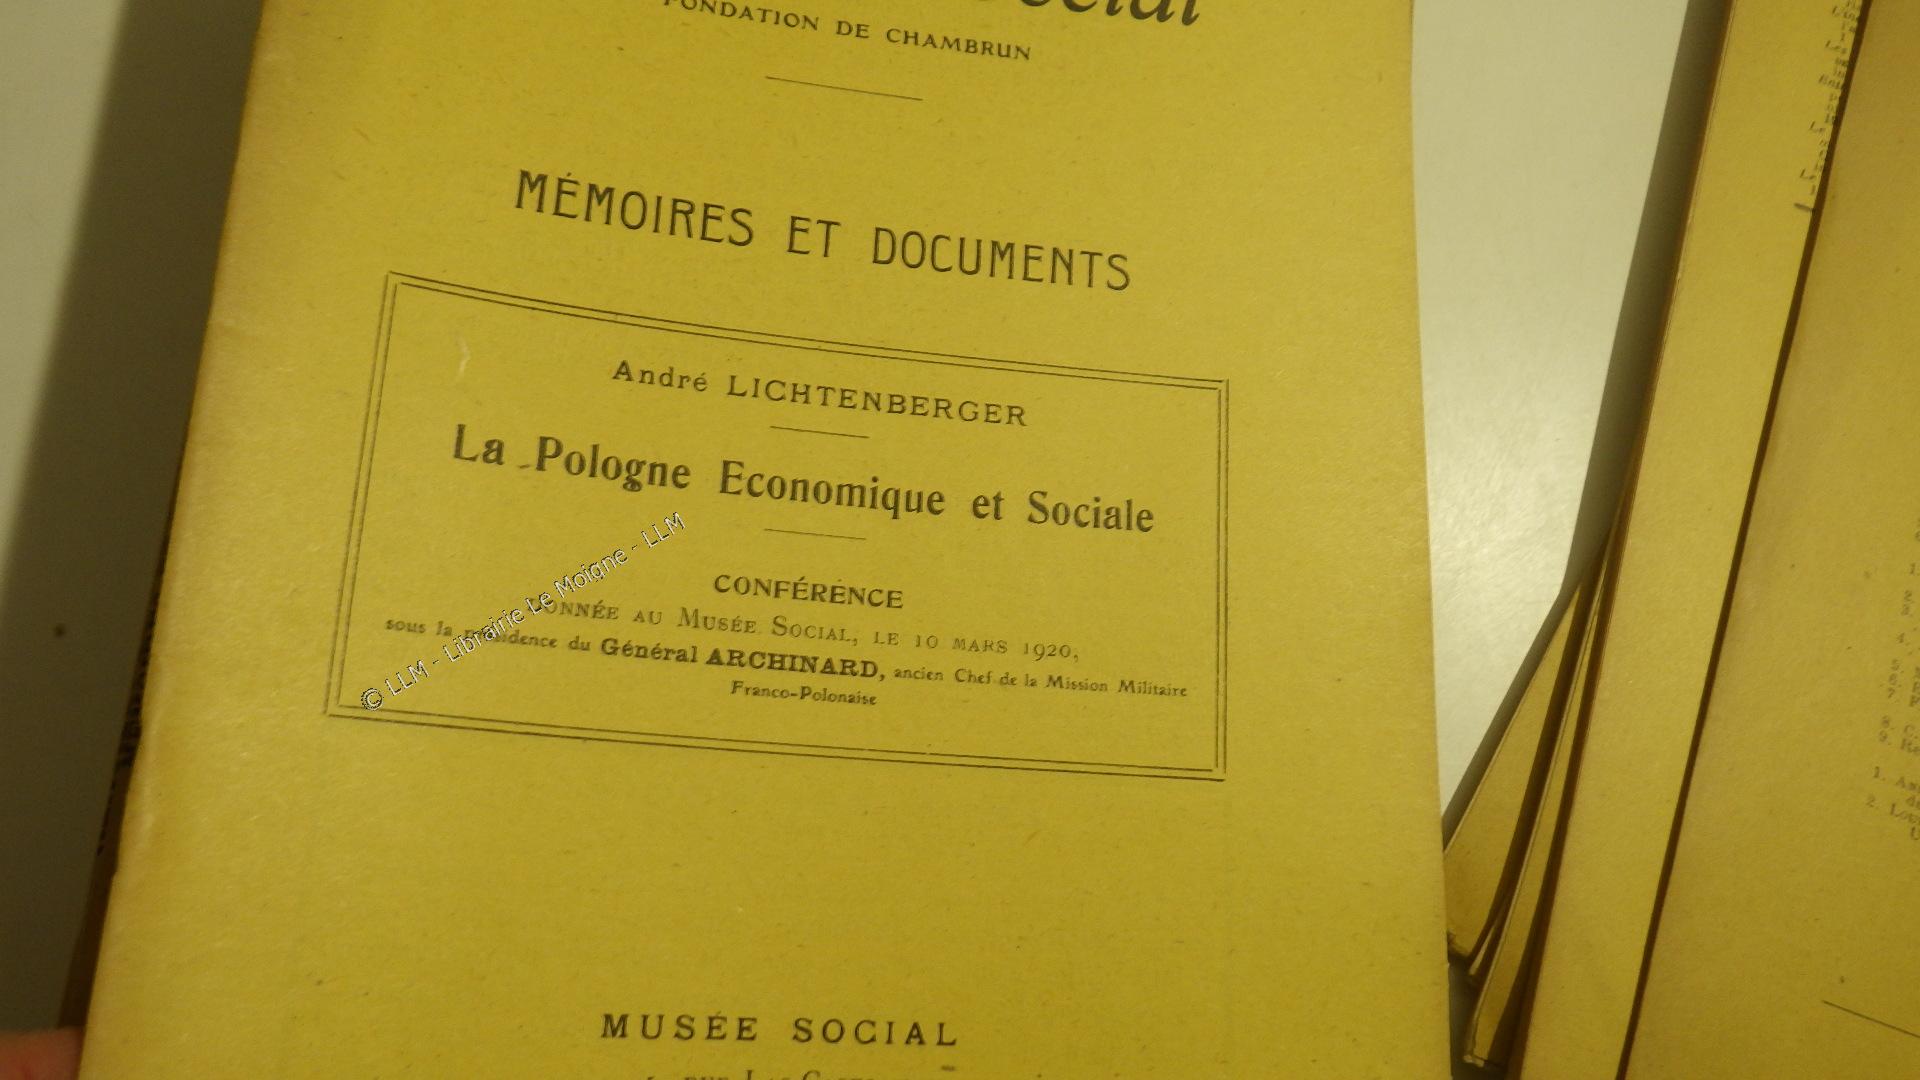 FONDATION DE CHAMBRUN
MÉMOIRES ET DOCUMENTS
André LICHTENBERGER
La Pologne Economique et Sociale
CONFÉRENCE
DONNÉE AU MUSÉE SOCIAL, LE 10 MARS 1920,
sous la présidence du Général ARCHINARD, ancien Chef de la Mission Militaire
Franco-Polonaise
© LLM - Librairie Le Moigne - LLM
MUSÉE SOCIAL